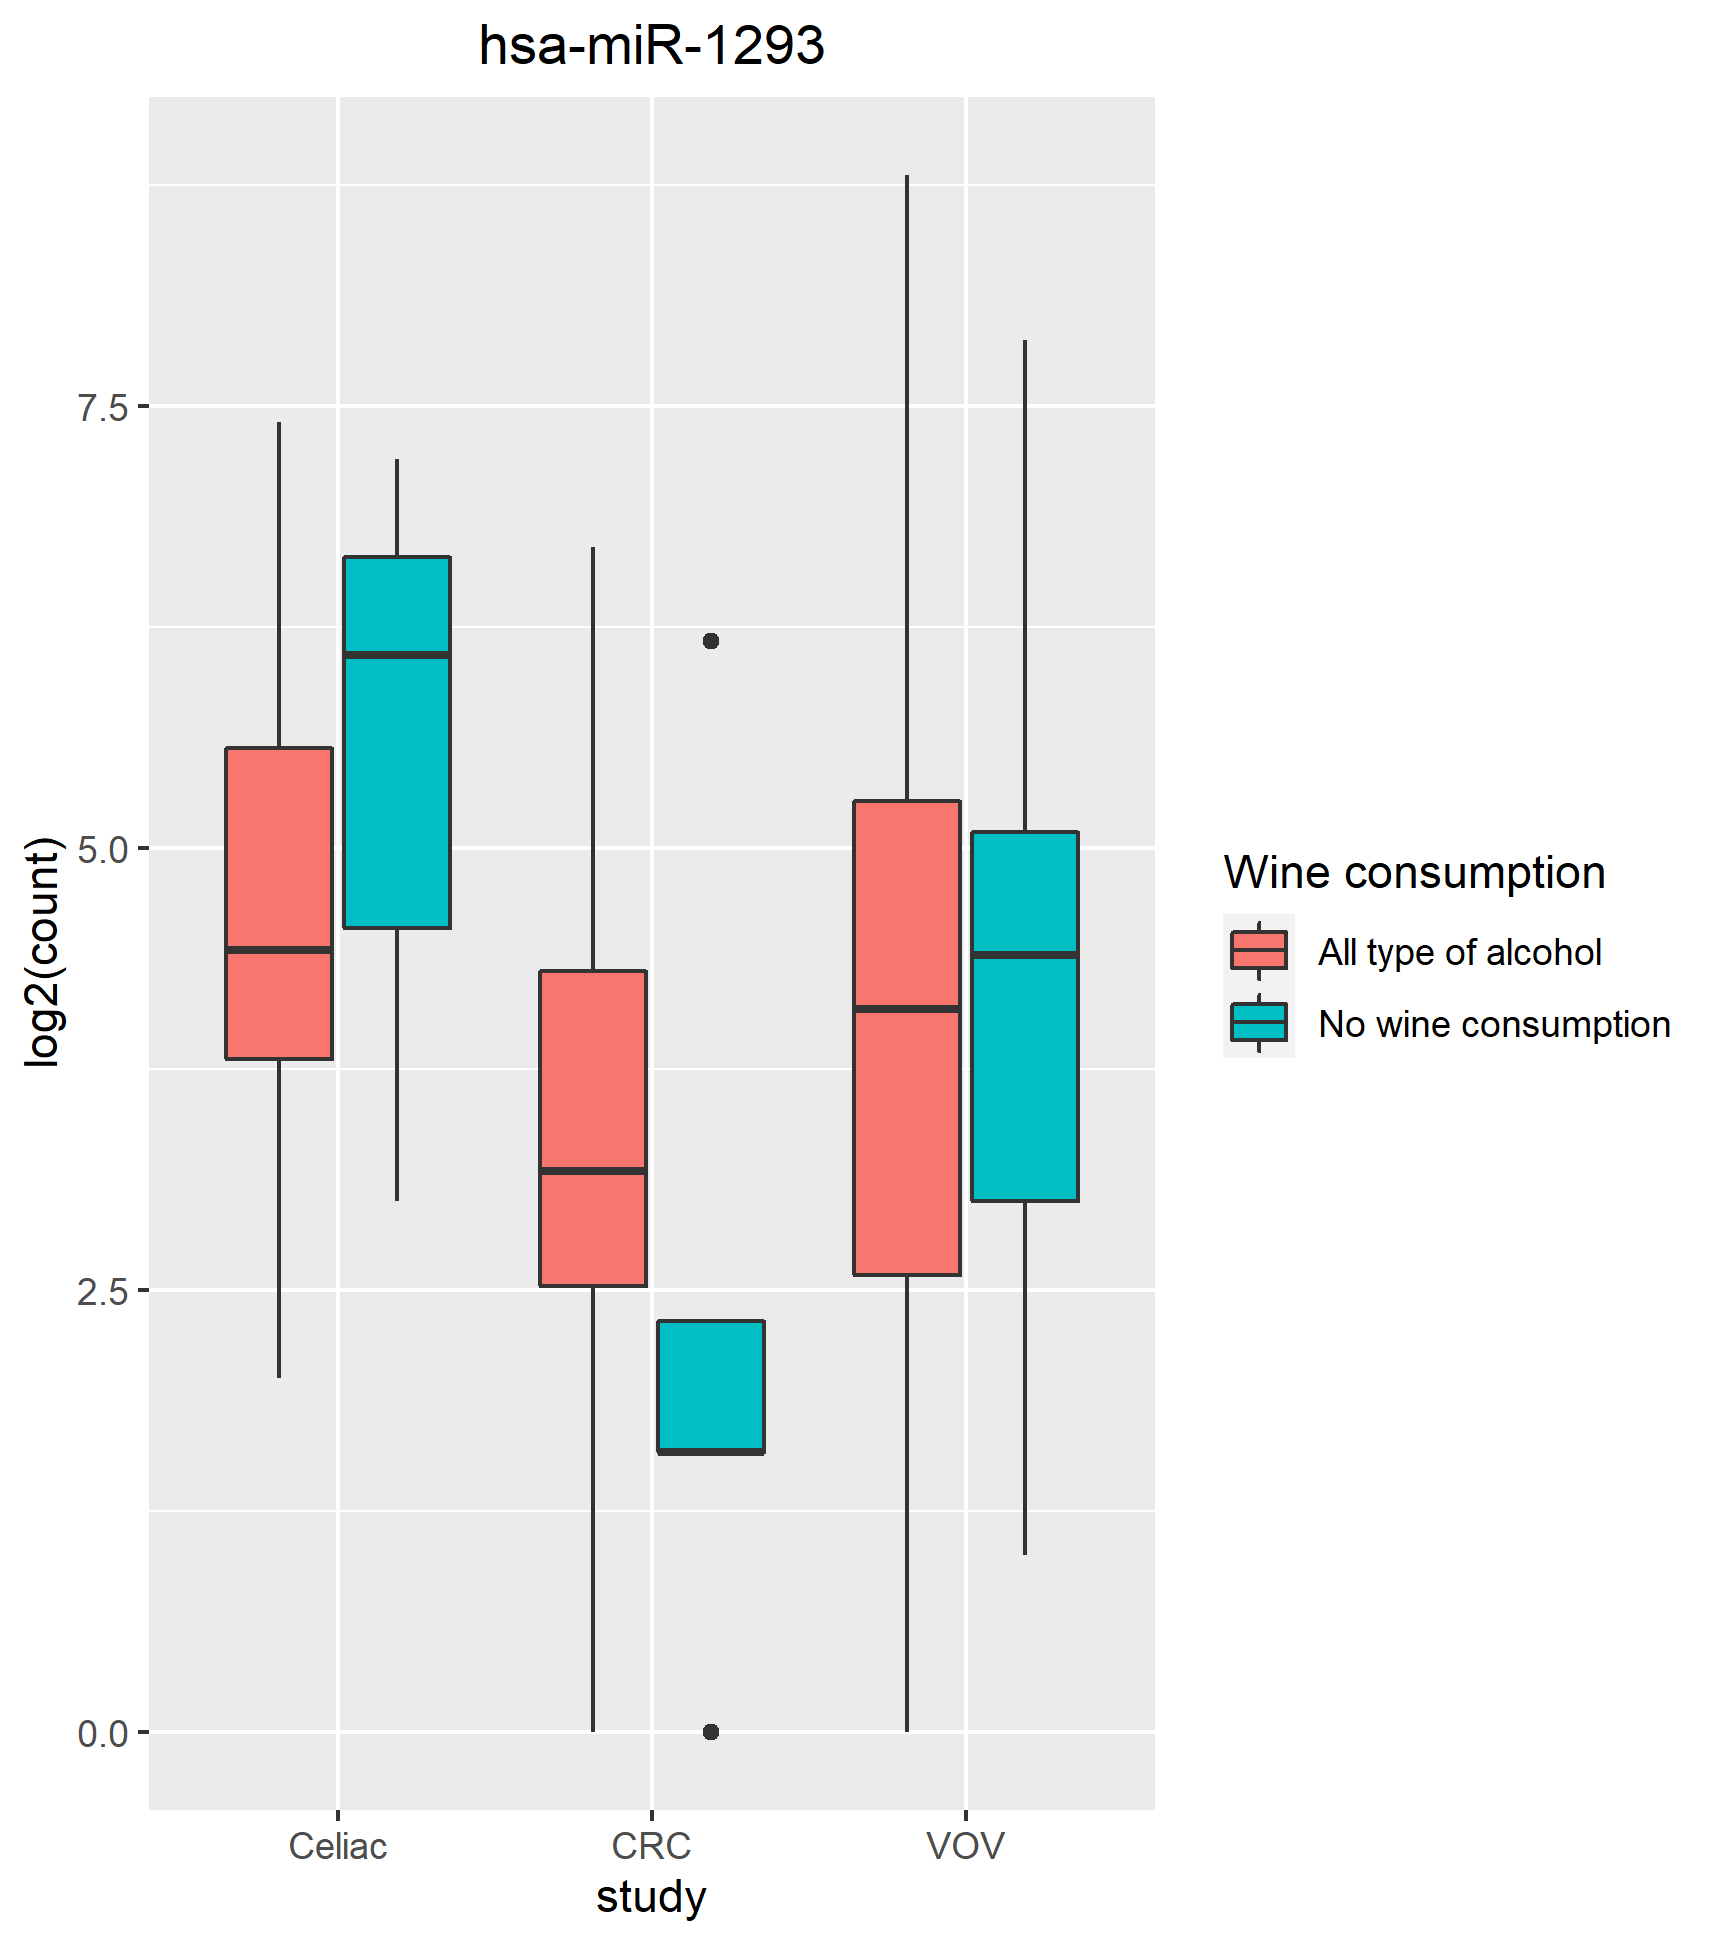 hsa-miR-1293
7.5
5.0
2.5
0.0
log2(count)
Celiac CRC VOV
study
Wine consumption
All type of alcohol
No wine consumption